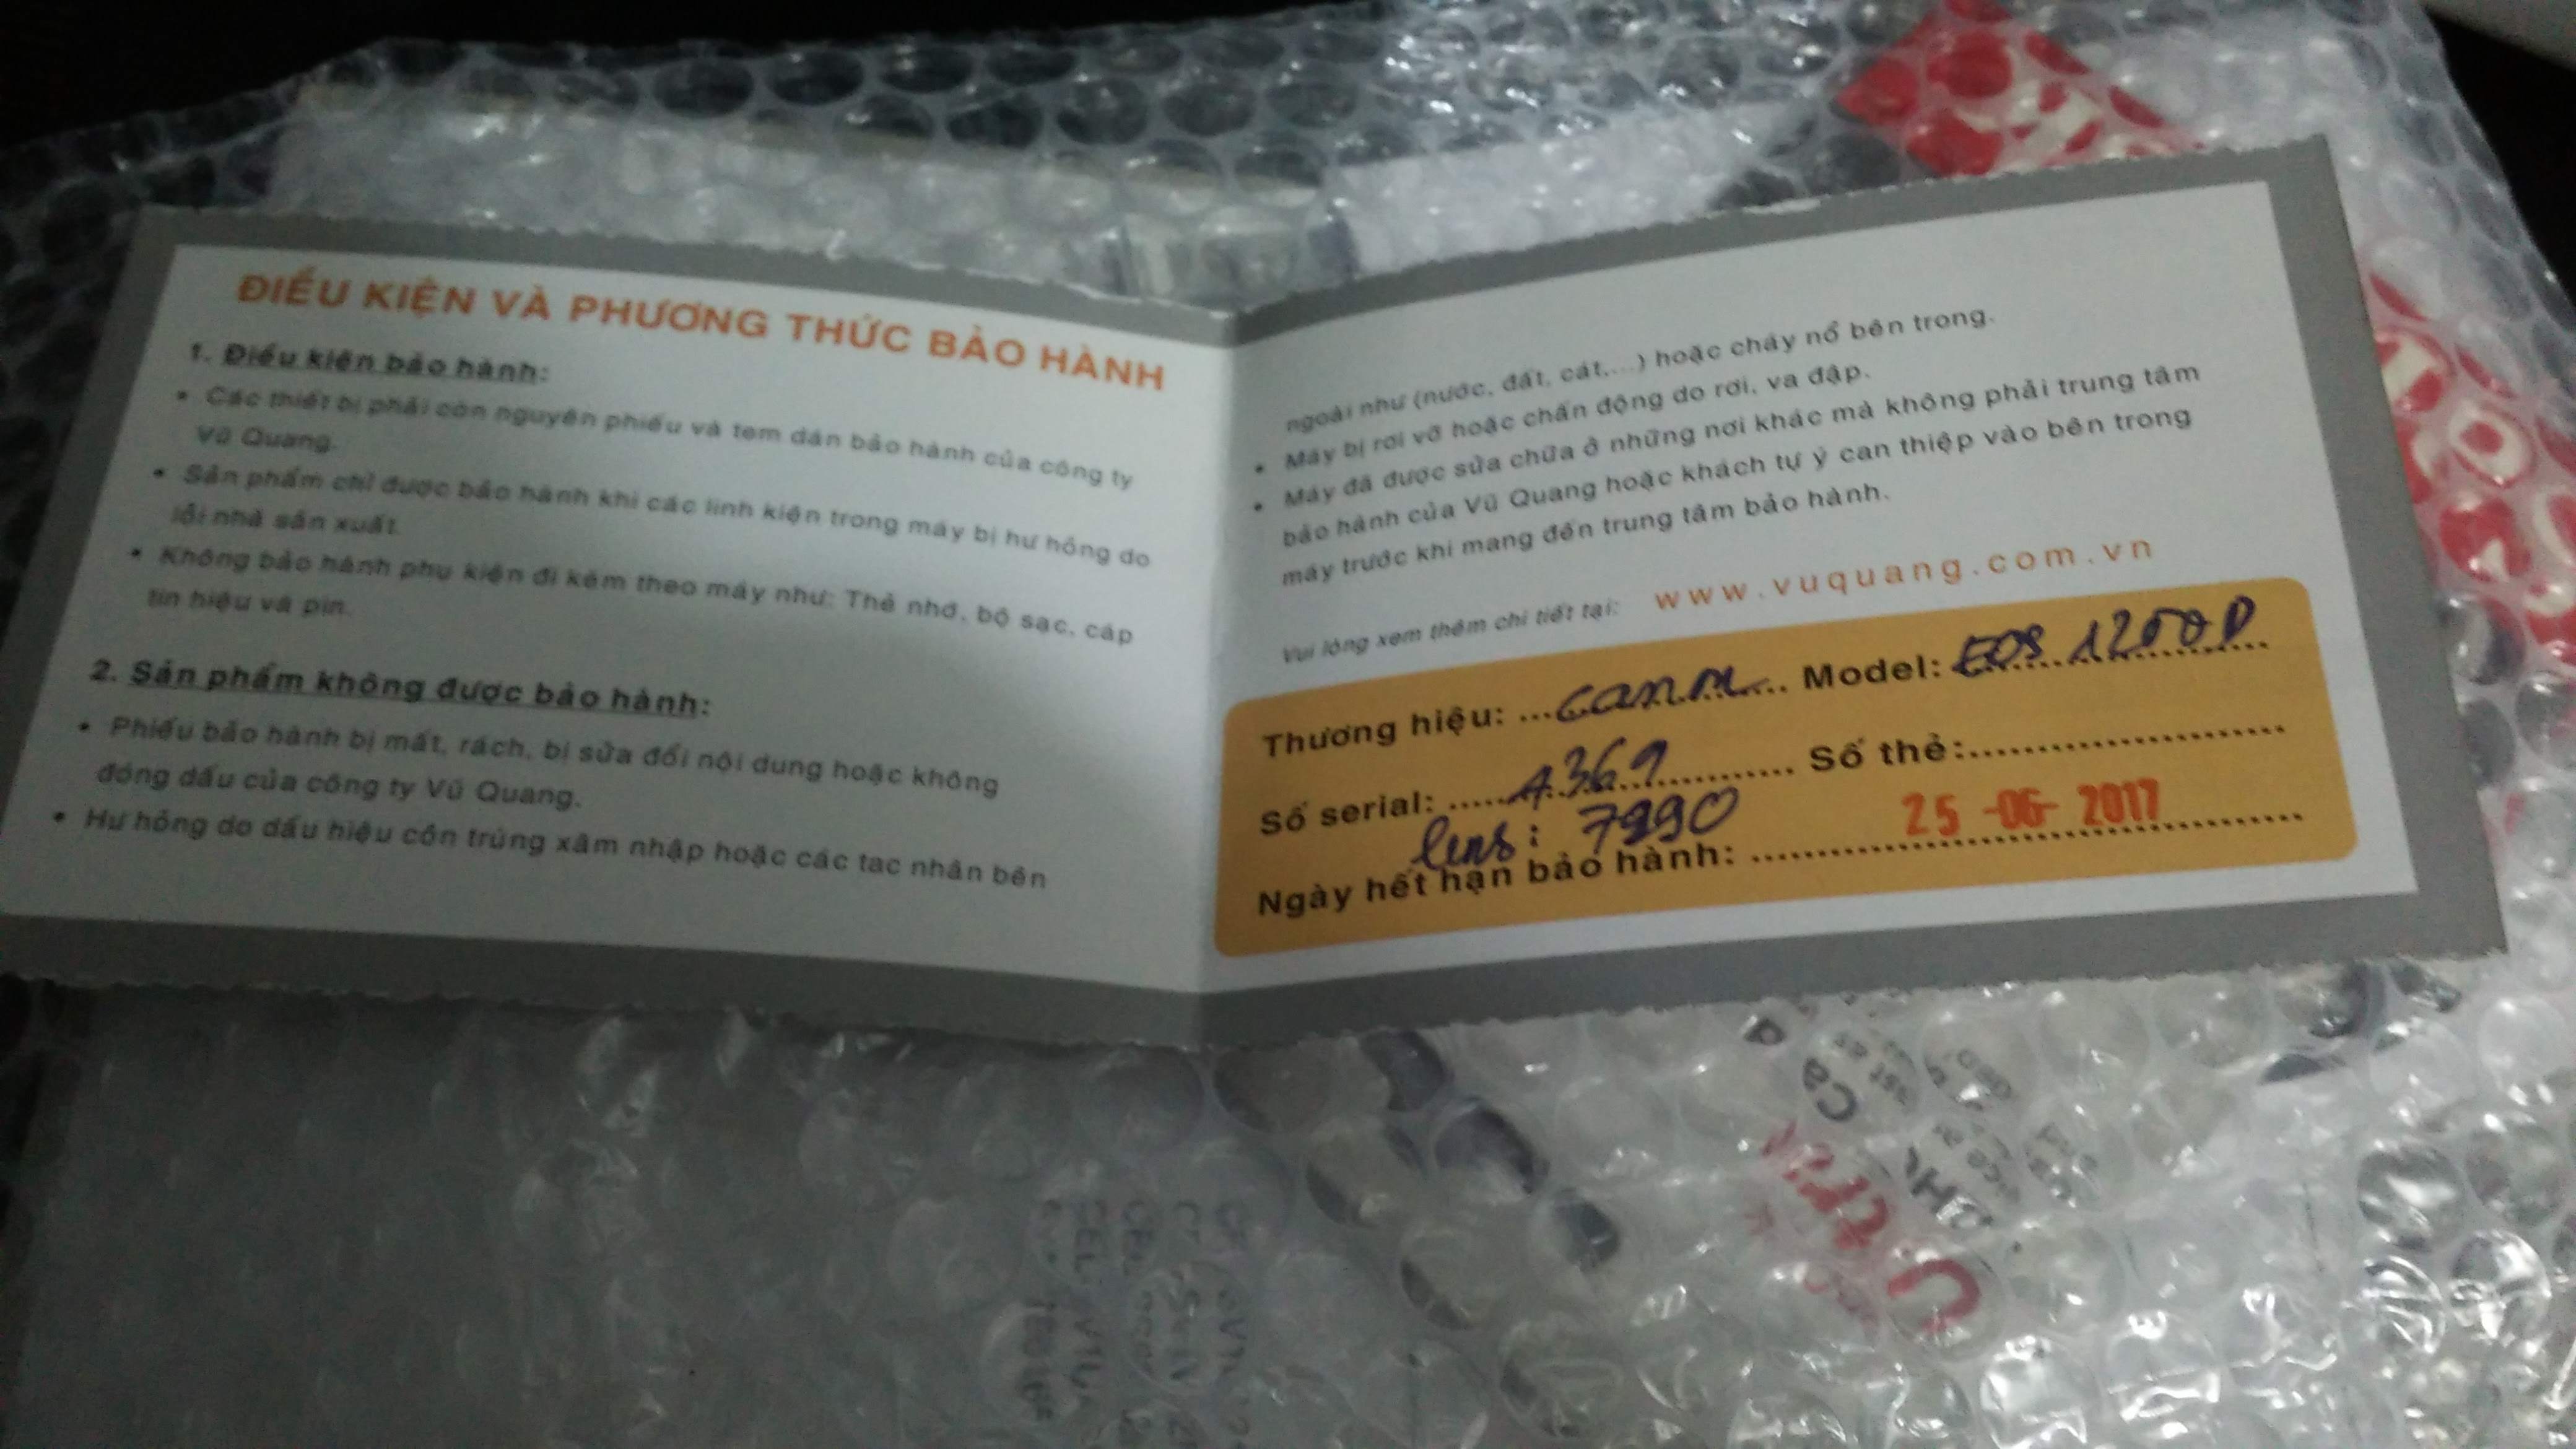 ĐIỀU KIỆN VÀ PHƯƠNG THỨC BẢO HÀNH
1. Điều kiện bảo hành:
• Các thiết bị phải còn nguyên phiếu và tem dán bảo hành của công ty
Vũ Quang.
• Sản phẩm chỉ được bảo hành khi các linh kiện trong máy bị hư hỏng do
lỗi nhà sản xuất.
• Không bảo hành phụ kiện đi kèm theo máy như: Thẻ nhớ, bộ sạc, cáp
tín hiệu và pin.
2. Sản phẩm không được bảo hành:
• Phiếu bảo hành bị mất, rách, bị sửa đổi nội dung hoặc không
đóng dấu của công ty Vũ Quang.
• Hư hỏng do dấu hiệu côn trùng xâm nhập hoặc các tac nhân bên
ngoài như (nước, đất, cát,...) hoặc cháy nổ bên trong.
• Máy bị rơi vỡ hoặc chấn động do rơi, va đập.
• Máy đã được sửa chữa ở những nơi khác mà không phải trung tâm
bảo hành của Vũ Quang hoặc khách tự ý can thiệp vào bên trong
máy trước khi mang đến trung tâm bảo hành.
Vui lòng xem thêm chi tiết tại: www.vuquang.com.vn
Thương hiệu: canon Model: EOS 1200D
Số serial: 4369 Số thẻ:
lens: 7990
Ngày hết hạn bảo hành: 25 -06- 2017